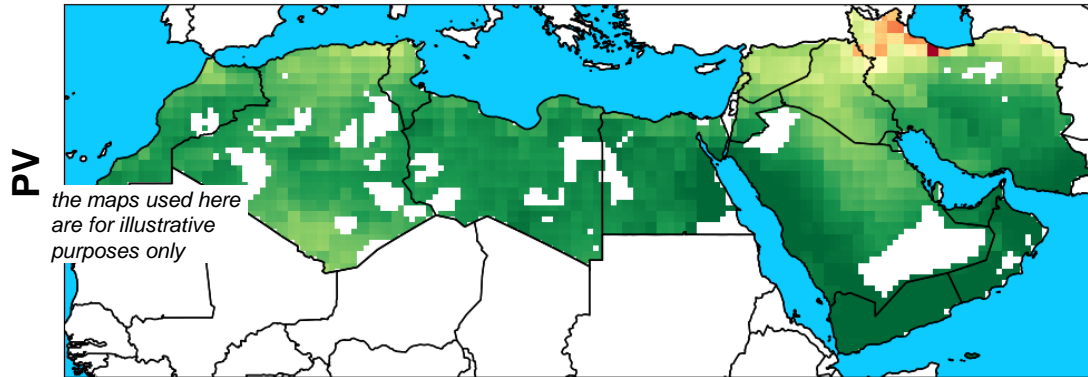 PV
the maps used here
are for illustrative
purposes only